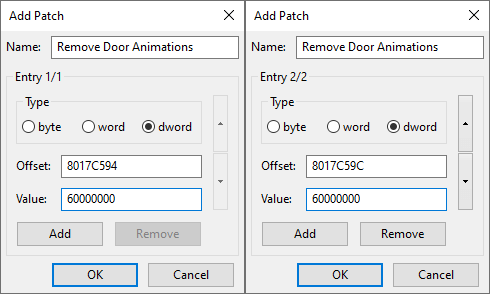 Add Patch
Name: Remove Door Animations
Entry 1/1
Type
byte word dword
Offset: 8017C594
Value: 60000000
Add Remove
OK Cancel
Add Patch
Name: Remove Door Animations
Entry 2/2
Type
byte word dword
Offset: 8017C59C
Value: 60000000
Add Remove
OK Cancel